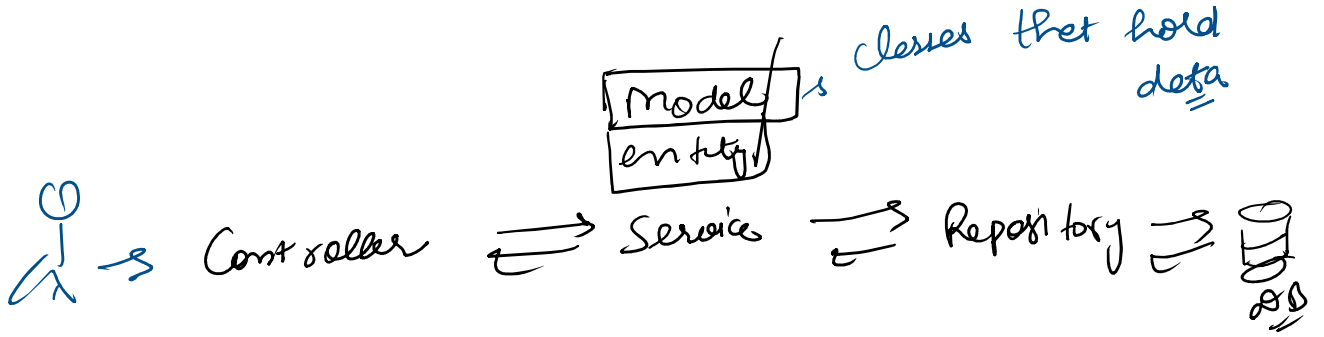 classes that hold
data
Model
entity
Controller
Service
Repository
DB